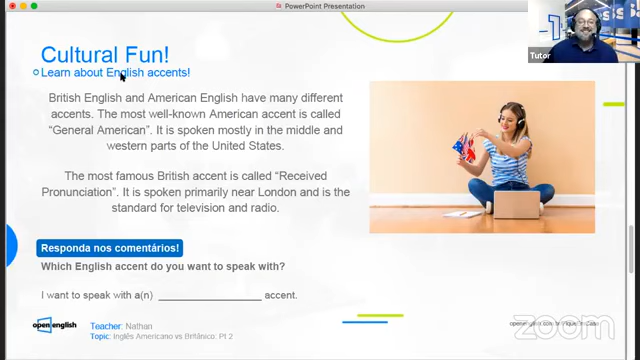 PowerPoint Presentation
Cultural Fun!
Learn about English accents!
British English and American English have many different
accents. The most well-known American accent is called
“General American”. It is spoken mostly in the middle and
western parts of the United States.
The most famous British accent is called “Received
Pronunciation”. It is spoken primarily near London and is the
standard for television and radio.
Responda nos comentários!
Which English accent do you want to speak with?
I want to speak with a(n) __________________ accent.
openenglish
Teacher: Nathan
Topic: Inglês Americano vs Britânico: Pt 2
Tutor
zoom